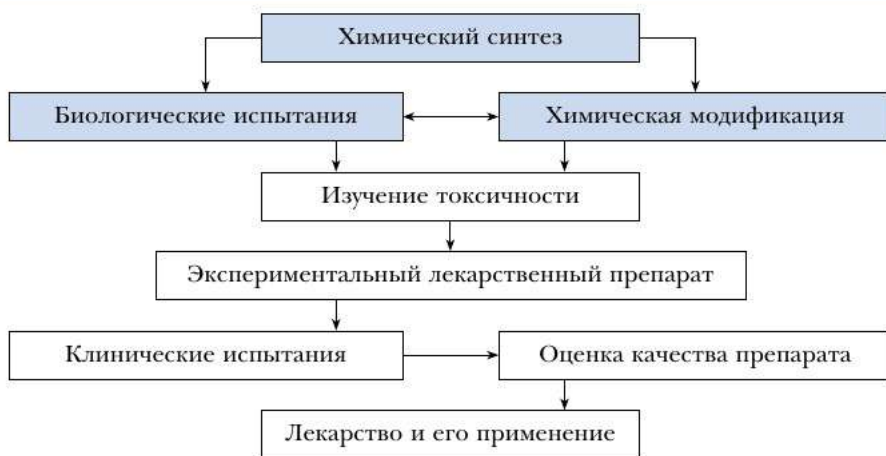 Химический синтез
Биологические испытания
Химическая модификация
Изучение токсичности
Экспериментальный лекарственный препарат
Клинические испытания
Оценка качества препарата
Лекарство и его применение